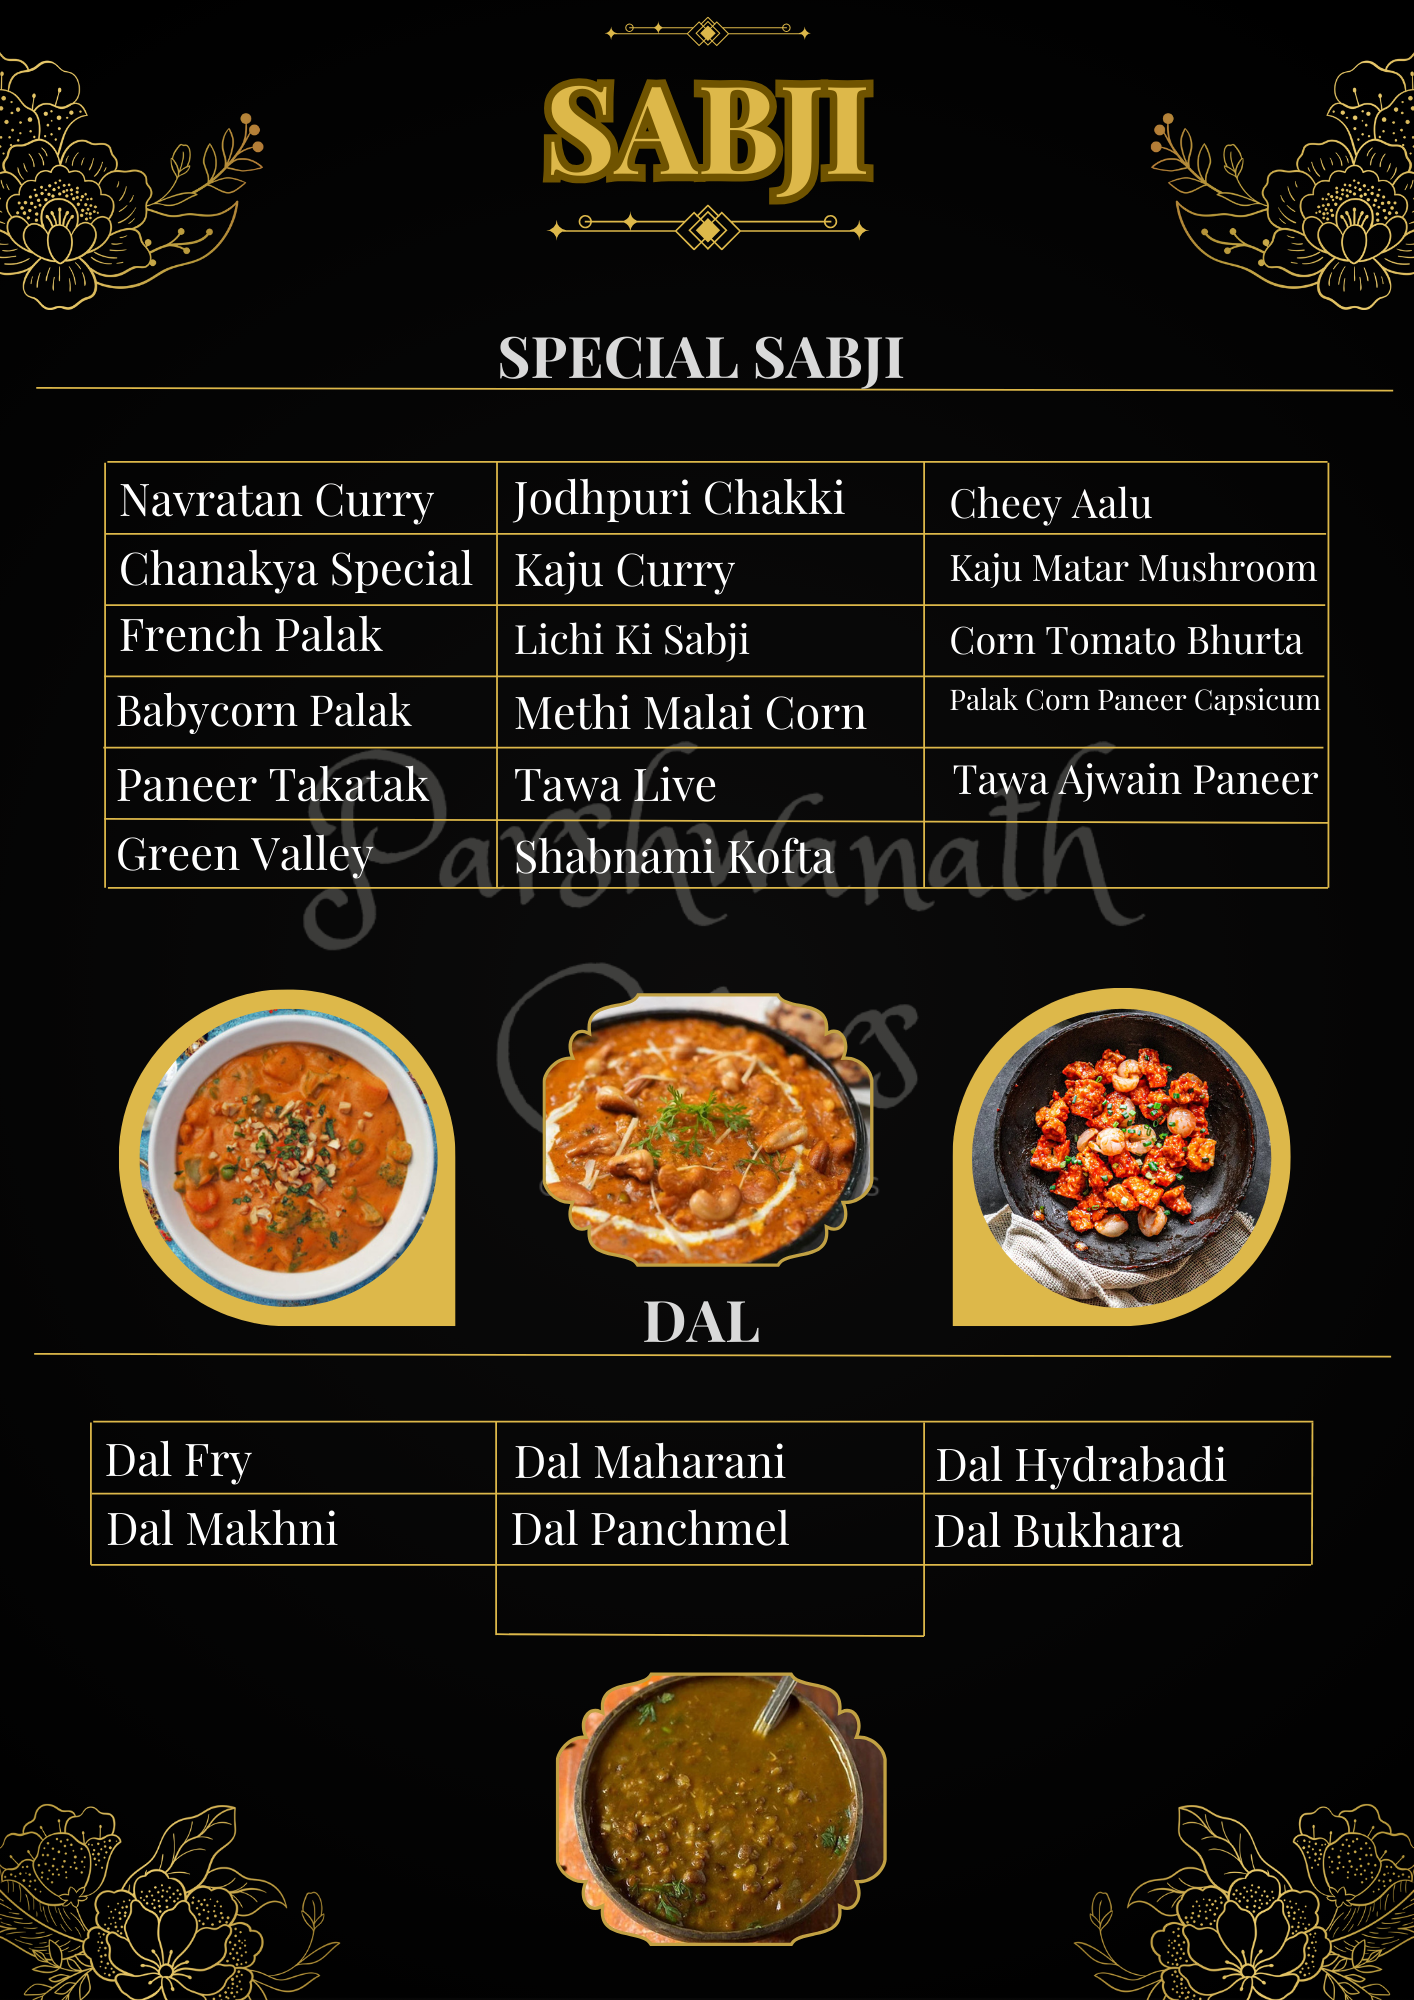 SABJI
SPECIAL SABJI
Navratan Curry Jodhpuri Chakki Cheey Aalu
Chanakya Special Kaju Curry Kaju Matar Mushroom
French Palak Lichi Ki Sabji Corn Tomato Bhurta
Babycorn Palak Methi Malai Corn Palak Corn Paneer Capsicum
Paneer Takatak Tawa Live Tawa Ajwain Paneer
Green Valley Shabnami Kofta
Parshwanath
DAL
Dal Fry Dal Maharani Dal Hydrabadi
Dal Makhni Dal Panchmel Dal Bukhara